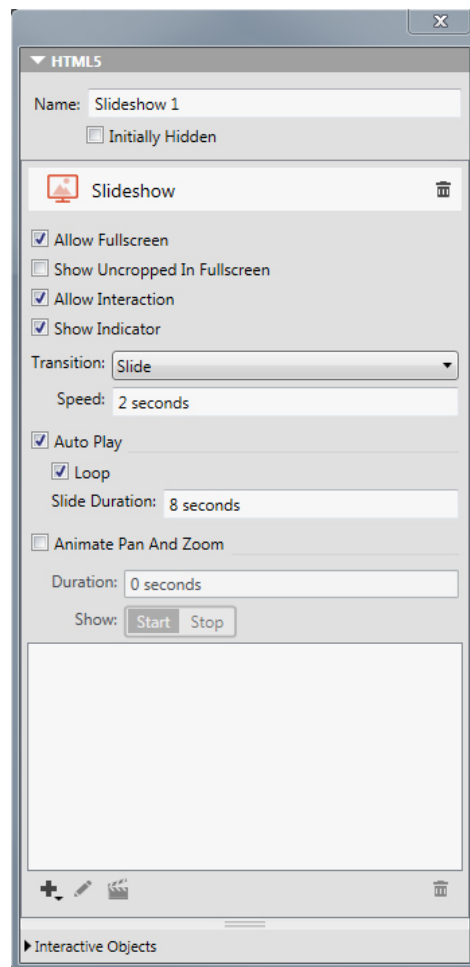 HTML5
Name: Slideshow 1
Initially Hidden
Slideshow
Allow Fullscreen
Show Uncropped In Fullscreen
Allow Interaction
Show Indicator
Transition: Slide
Speed: 2 seconds
Auto Play
Loop
Slide Duration: 8 seconds
Animate Pan And Zoom
Duration: 0 seconds
Show: Start Stop
Interactive Objects